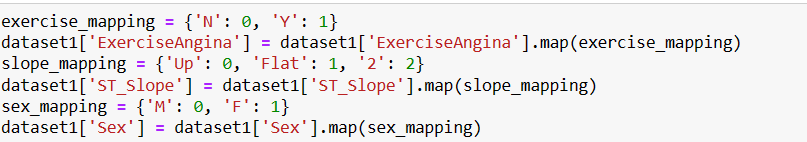 exercise_mapping = {'N': 0, 'Y': 1}
dataset1['ExerciseAngina'] = dataset1['ExerciseAngina'].map(exercise_mapping)
slope_mapping = {'Up': 0, 'Flat': 1, '2': 2}
dataset1['ST_Slope'] = dataset1['ST_Slope'].map(slope_mapping)
sex_mapping = {'M': 0, 'F': 1}
dataset1['Sex'] = dataset1['Sex'].map(sex_mapping)